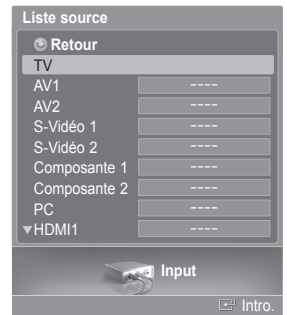 Liste source
Retour
TV
AV1 ----
AV2 ----
S-Vidéo 1 ----
S-Vidéo 2 ----
Composante 1 ----
Composante 2 ----
PC ----
▼HDMI1 ----
Input
Intro.